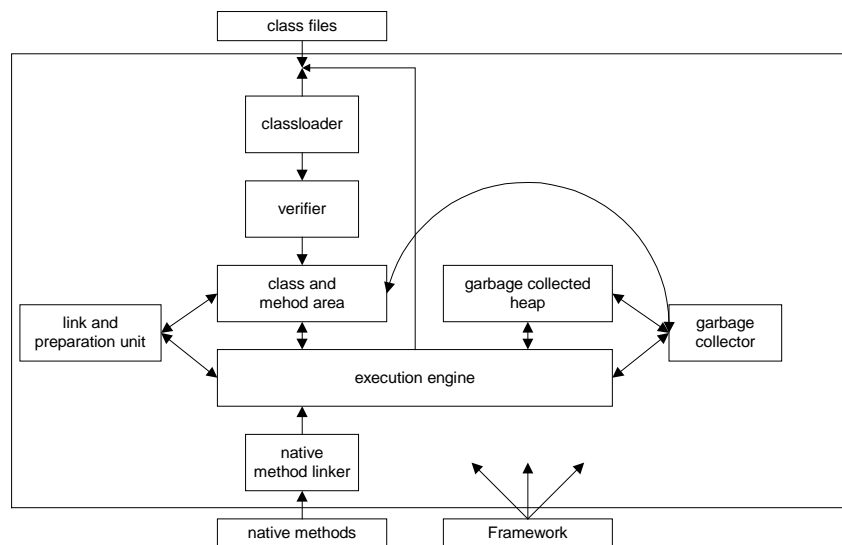 class files
classloader
verifier
class and
mehod area
garbage collected
heap
link and
preparation unit
garbage
collector
execution engine
native
method linker
native methods
Framework